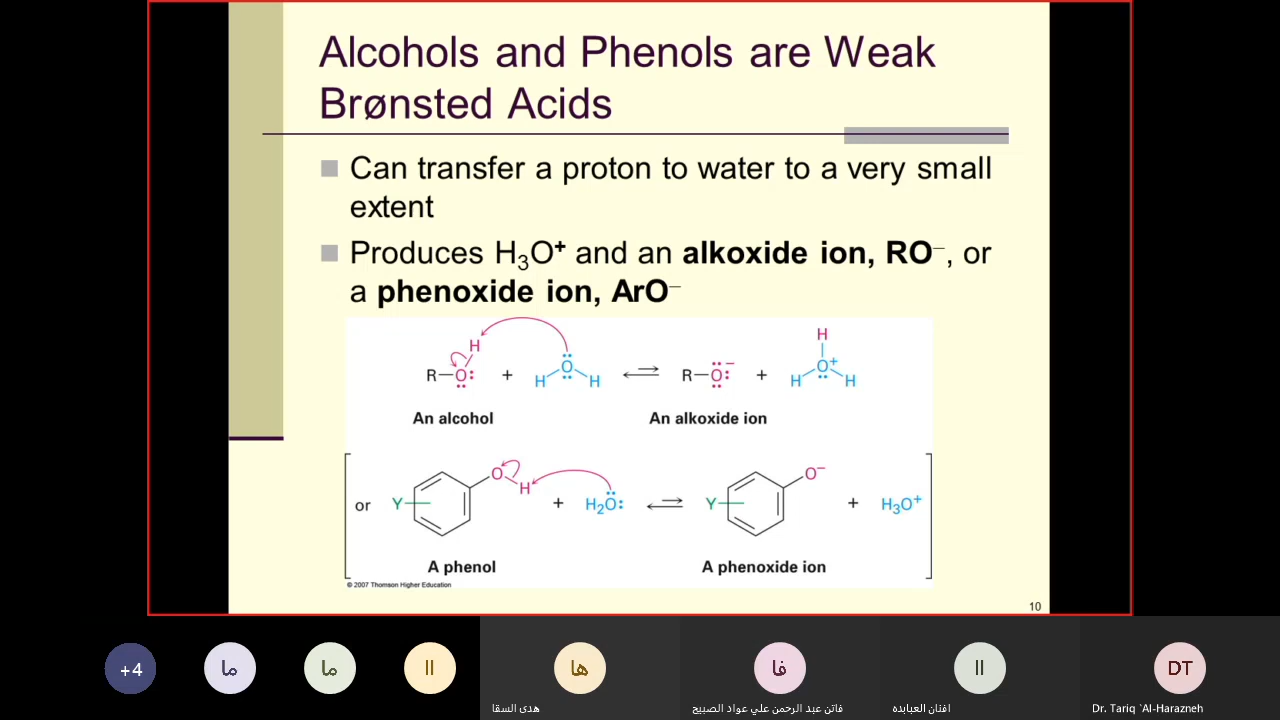 Alcohols and Phenols are Weak
Brønsted Acids
Can transfer a proton to water to a very small
extent
Produces H₃O⁺ and an alkoxide ion, RO⁻, or
a phenoxide ion, ArO⁻
H
H
R—O:
+
O
H
H
R—O:⁻
+
O⁺
H
H
An alcohol
An alkoxide ion
or
Y
O
H
+
H₂O:
Y
O⁻
+
H₃O⁺
A phenol
A phenoxide ion
© 2007 Thomson Higher Education
10
+4
ما
ما
اا
ها
فا
اا
DT
هدى السقا
فاتن عبد الرحمن علي عواد الصبيح
افنان العبابده
Dr. Tariq `Al-Harazneh